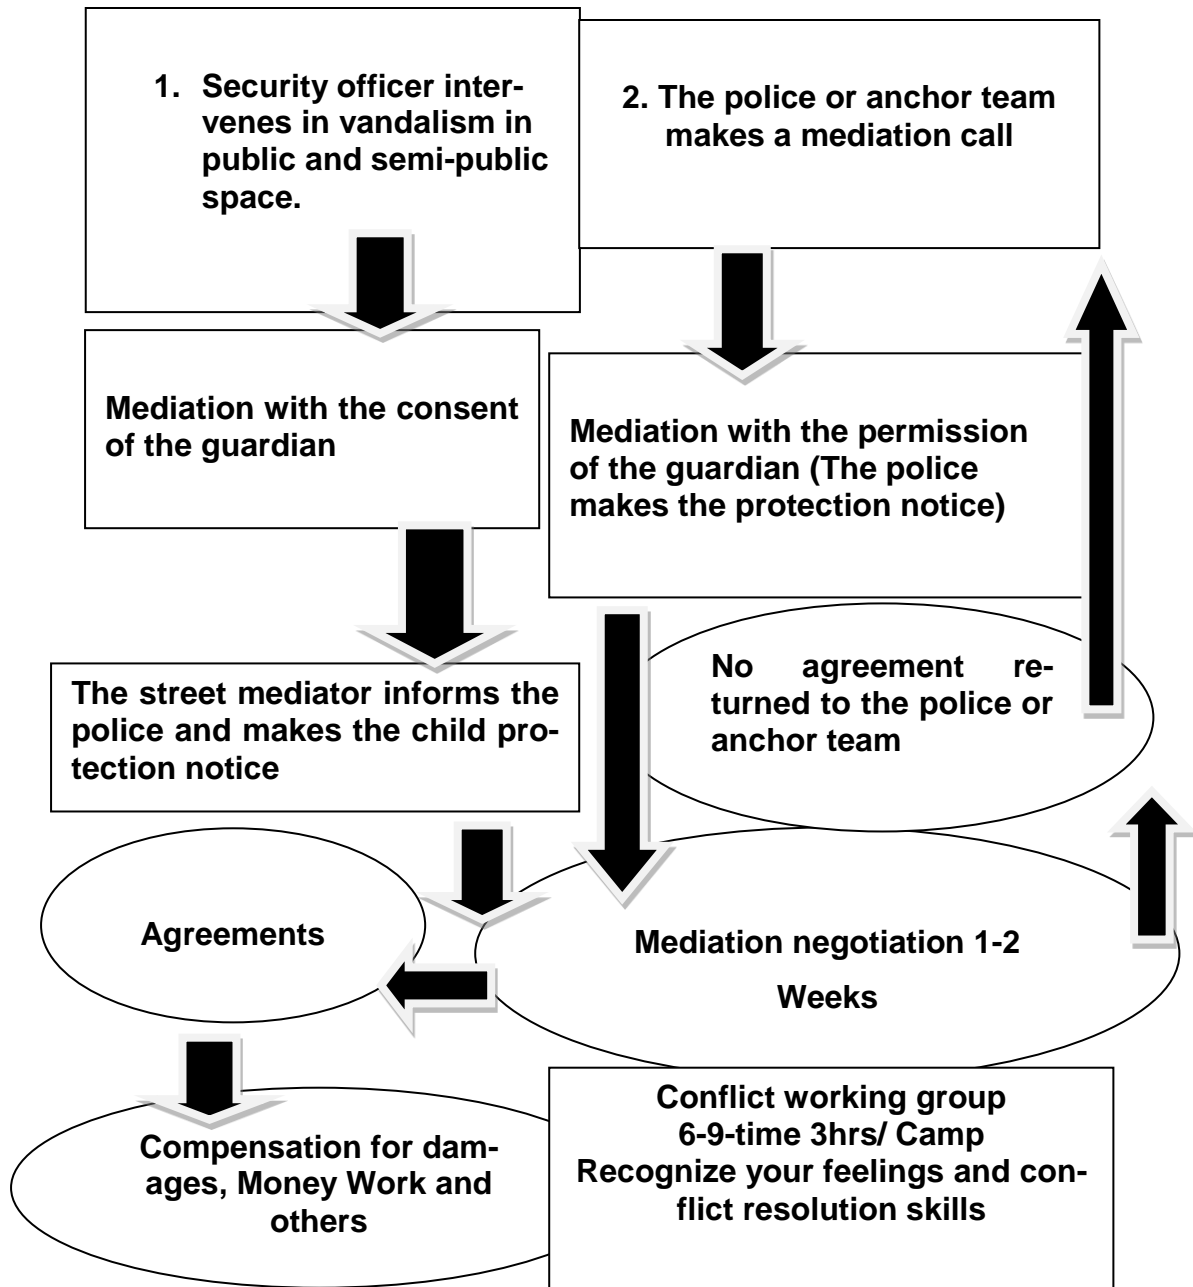 1. Security officer inter-
venes in vandalism in
public and semi-public
space.
2. The police or anchor team
makes a mediation call
Mediation with the consent
of the guardian
Mediation with the permission
of the guardian (The police
makes the protection notice)
The street mediator informs the
police and makes the child pro-
tection notice
No agreement re-
turned to the police or
anchor team
Agreements
Mediation negotiation 1-2
Weeks
Compensation for dam-
ages, Money Work and
others
Conflict working group
6-9-time 3hrs/ Camp
Recognize your feelings and con-
flict resolution skills